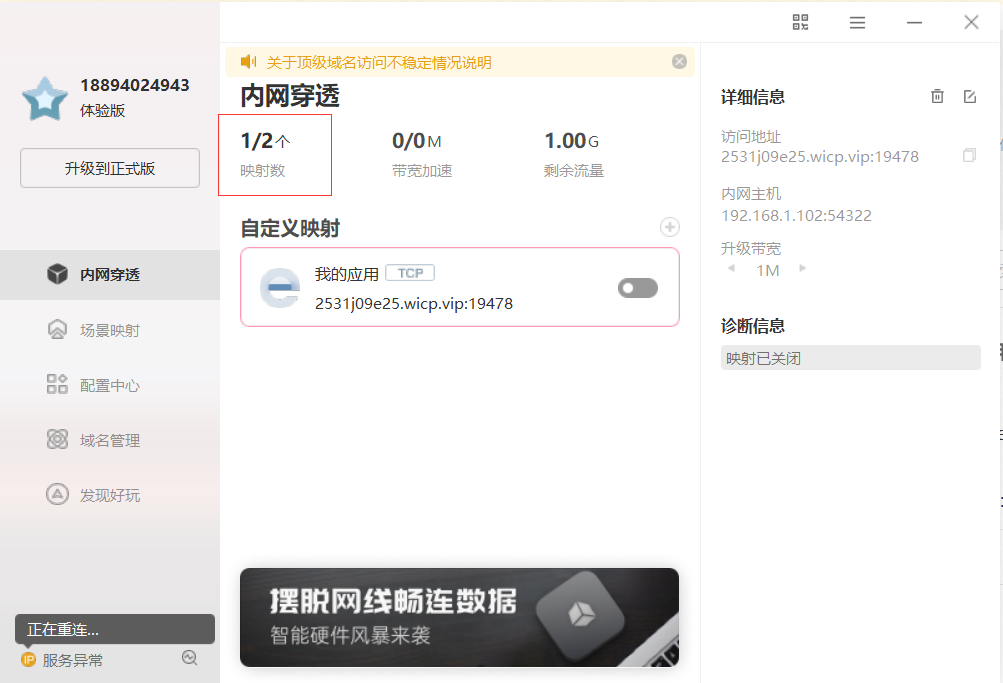 18894024943
体验版
升级到正式版
内网穿透
场景映射
配置中心
域名管理
发现好玩
正在重连...
IP 服务异常
关于顶级域名访问不稳定情况说明
内网穿透
1/2个
映射数
0/0M
带宽加速
1.00G
剩余流量
自定义映射
我的应用 TCP
2531j09e25.wicp.vip:19478
摆脱网线畅连数据
智能硬件风暴来袭
详细信息
访问地址
2531j09e25.wicp.vip:19478
内网主机
192.168.1.102:54322
升级带宽
1M
诊断信息
映射已关闭